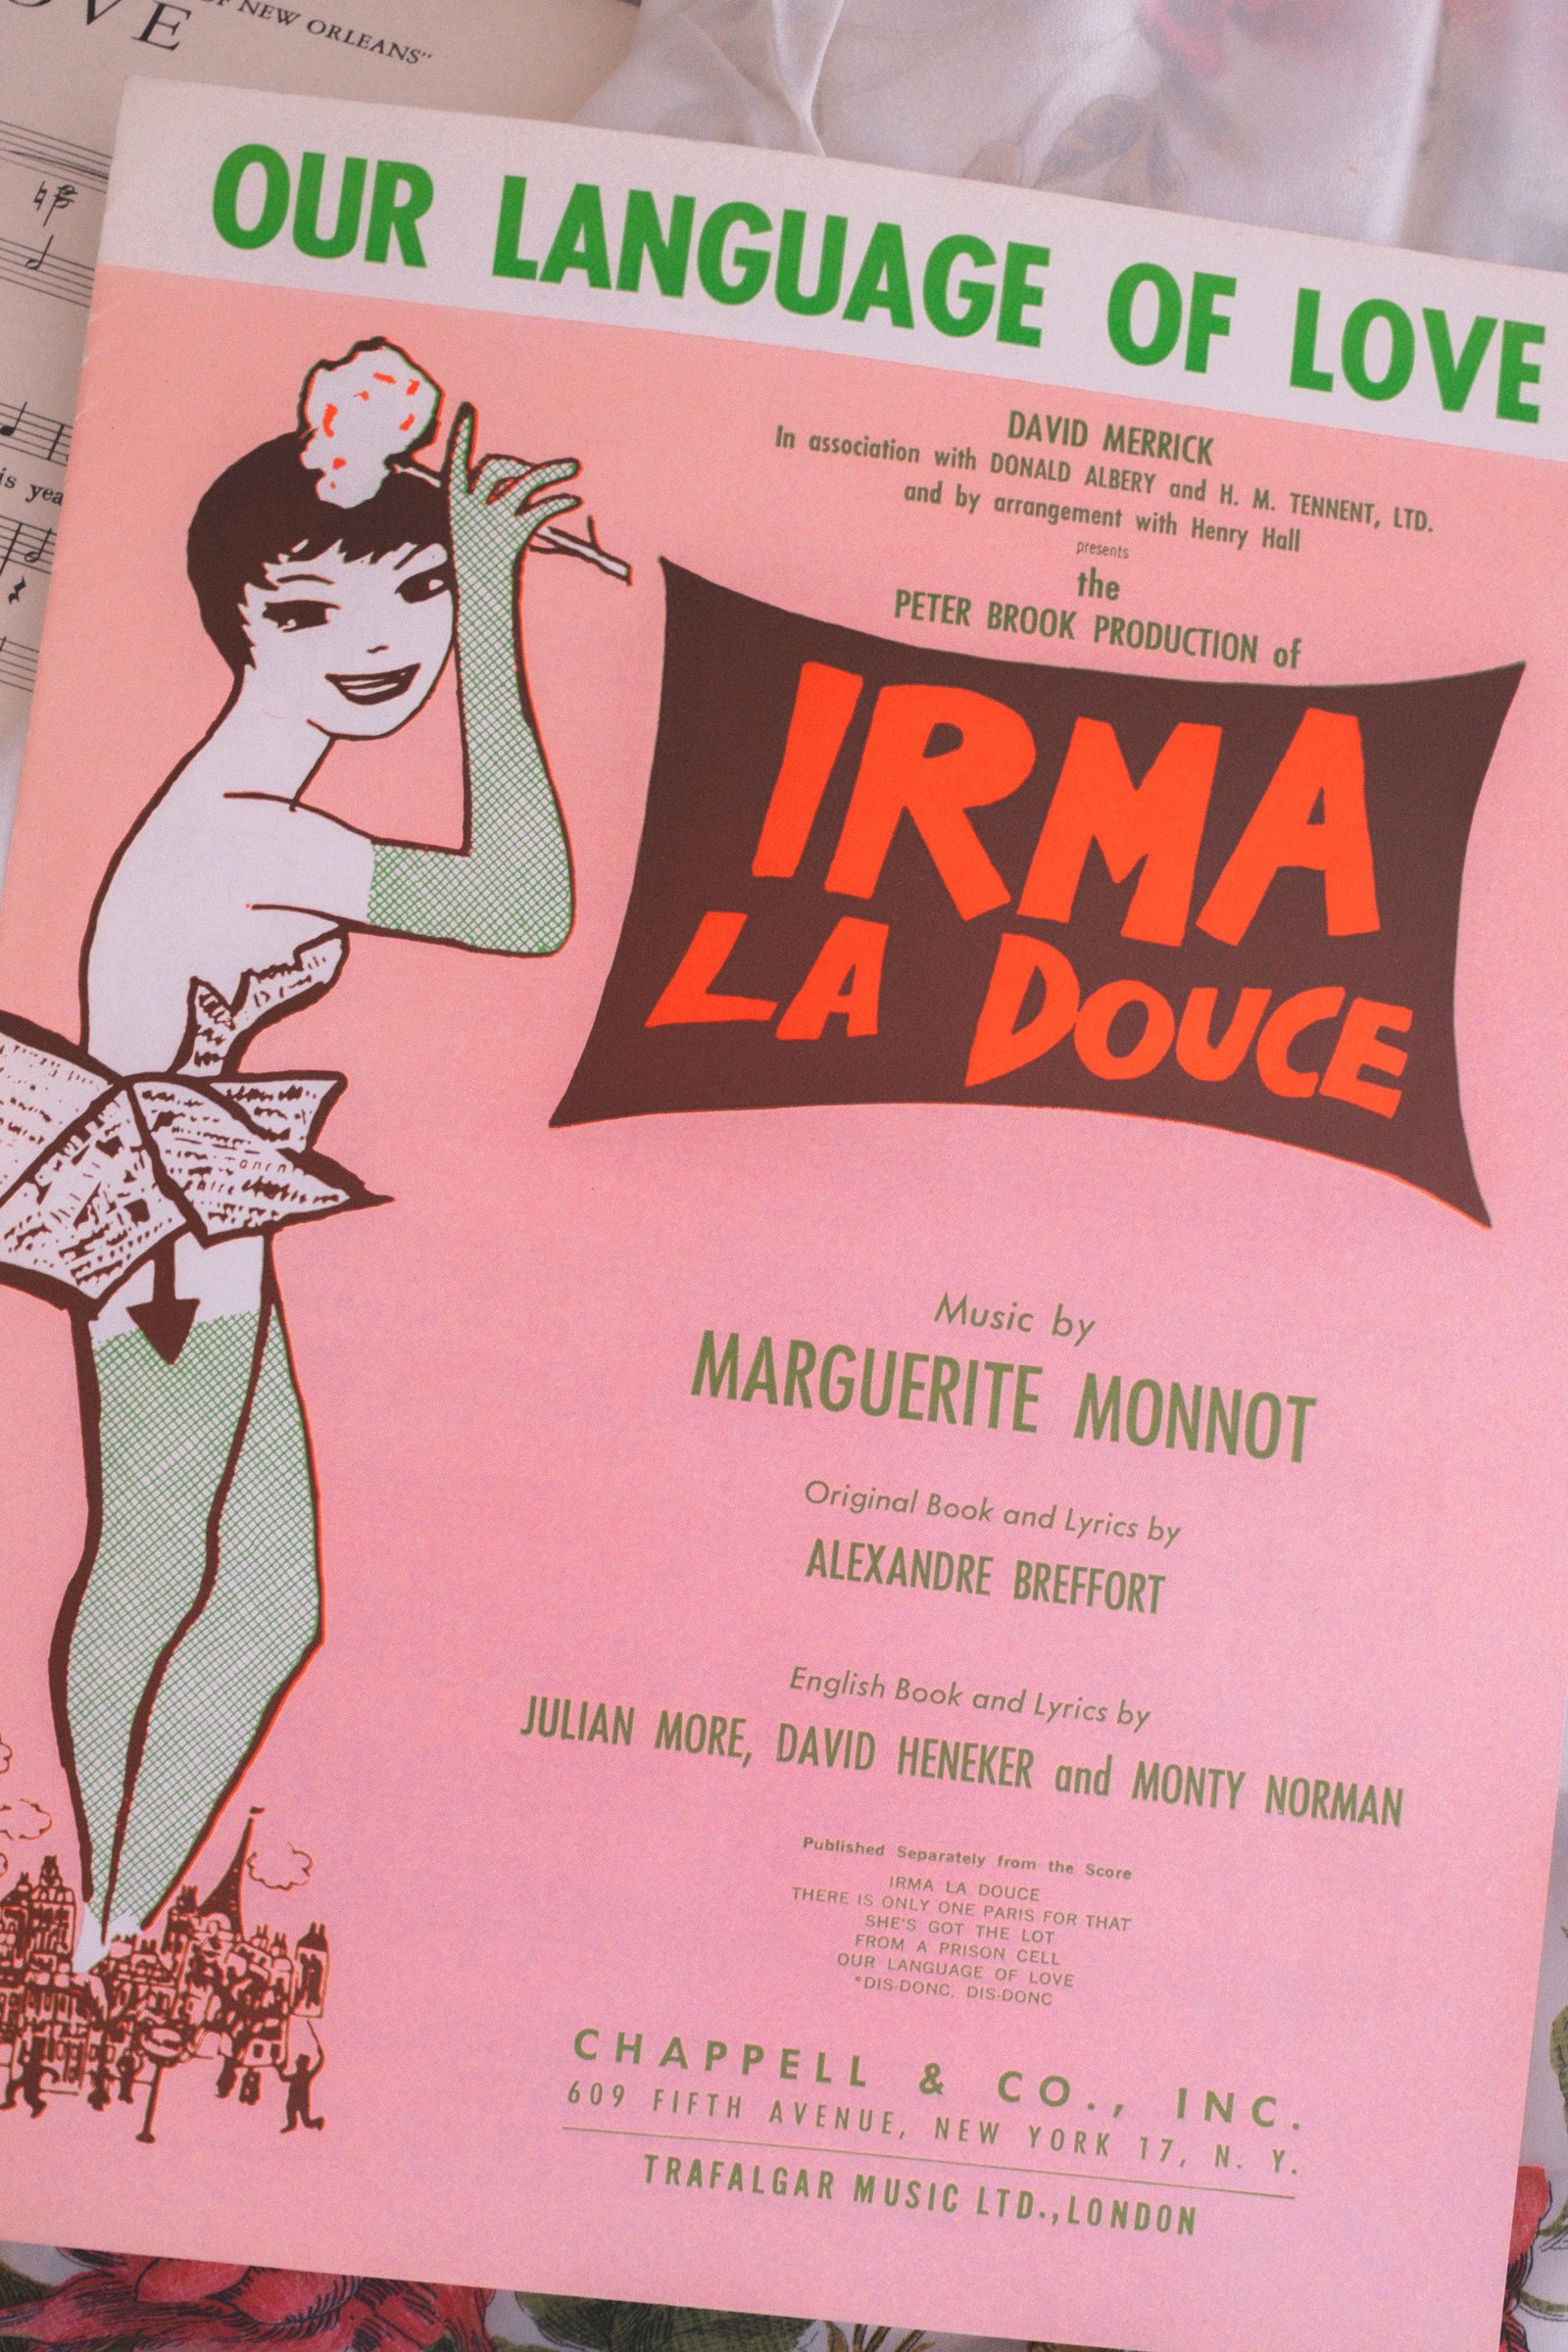 OVE
OF NEW ORLEANS"
is yea
OUR LANGUAGE OF LOVE
DAVID MERRICK
In association with DONALD ALBERY and H. M. TENNENT, LTD.
and by arrangement with Henry Hall
presents
the
PETER BROOK PRODUCTION of
IRMA
LA DOUCE
Music by
MARGUERITE MONNOT
Original Book and Lyrics by
ALEXANDRE BREFFORT
English Book and Lyrics by
JULIAN MORE, DAVID HENEKER and MONTY NORMAN
Published Separately from the Score
IRMA LA DOUCE
THERE IS ONLY ONE PARIS FOR THAT
SHE'S GOT THE LOT
FROM A PRISON CELL
OUR LANGUAGE OF LOVE
*DIS-DONC, DIS-DONC
CHAPPELL & CO., INC.
609 FIFTH AVENUE, NEW YORK 17, N. Y.
TRAFALGAR MUSIC LTD., LONDON